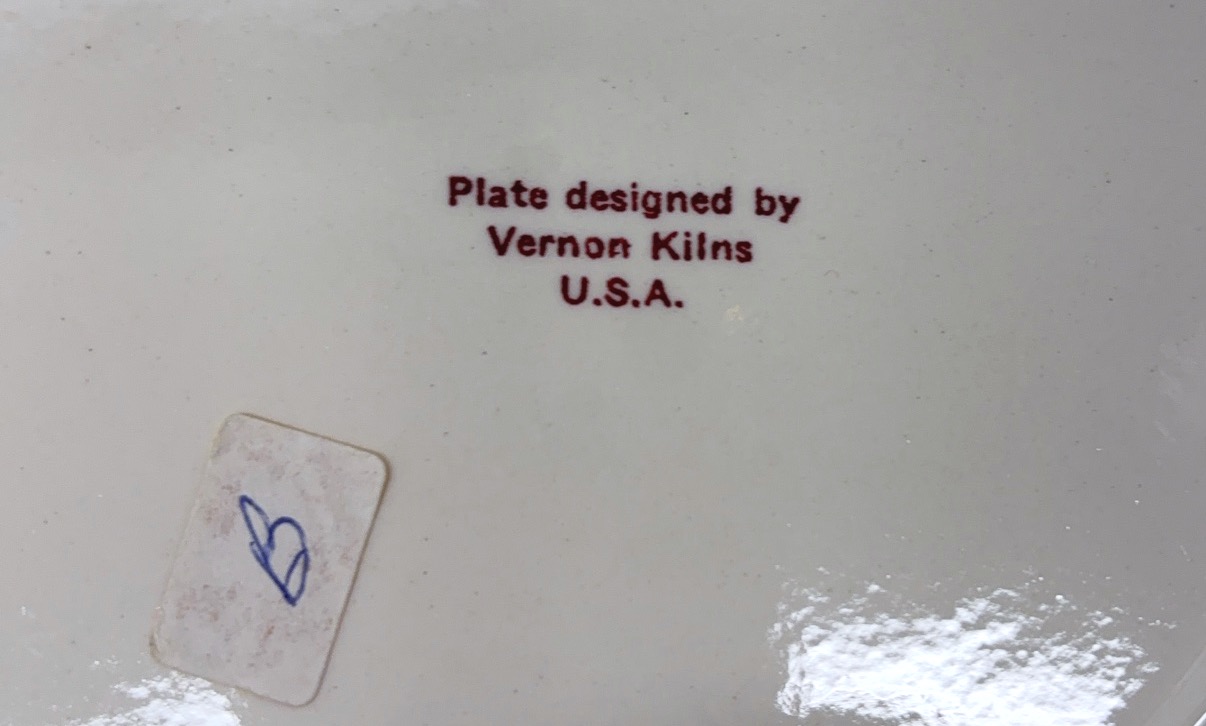 Plate designed by
Vernon Kilns
U.S.A.
B